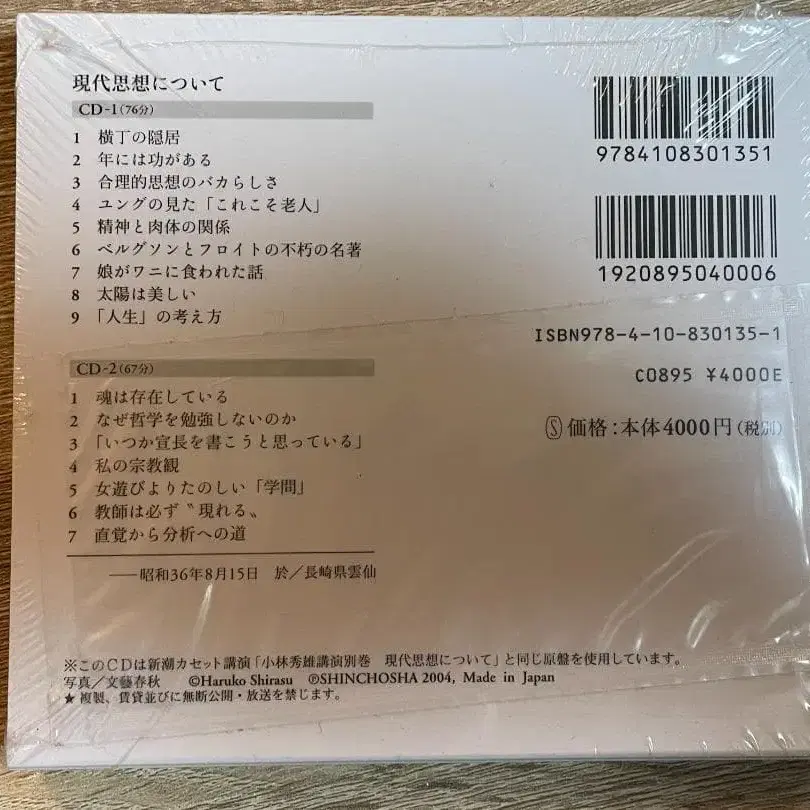 現代思想について
CD-1(76分)
1 横丁の隠居
2 年には功がある
3 合理的思想のバカらしさ
4 ユングの見た「これこそ老人」
5 精神と肉体の関係
6 ベルグソンとフロイトの不朽の名著
7 娘がワニに食われた話
8 太陽は美しい
9 「人生」の考え方
CD-2(67分)
1 魂は存在している
2 なぜ哲学を勉強しないのか
3 「いつか宣長を書こうと思っている」
4 私の宗教観
5 女遊びよりたのしい「学問」
6 教師は必ず〝現れる〟
7 直覚から分析への道
──昭和36年8月15日 於/長崎県雲仙
9784108301351
1920895040006
ISBN978-4-10-830135-1
C0895 ¥4000E
Ⓢ価格:本体4000円(税別)
※このCDは新潮カセット講演「小林秀雄講演別巻 現代思想について」と同じ原盤を使用しています。
写真/文藝春秋 ©Haruko Shirasu ℗SHINCHOSHA 2004, Made in Japan
★複製、賃貸並びに無断公開・放送を禁じます。